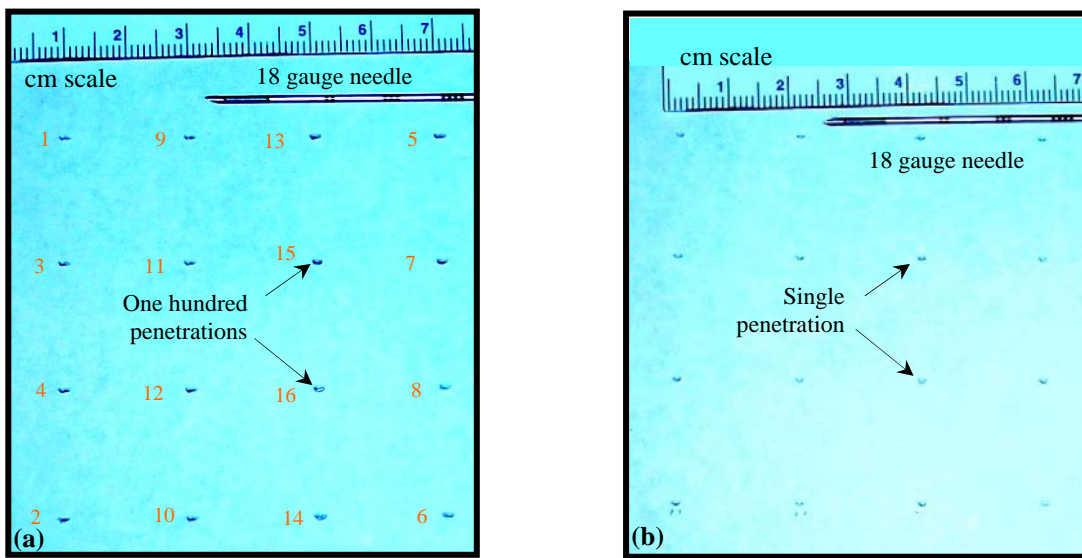 1 2 3 4 5 6 7
cm scale
18 gauge needle
1 9 13 5
3 11 15 7
One hundred
penetrations
4 12 16 8
2 10 14 6
(a)
cm scale
1 2 3 4 5 6 7
18 gauge needle
Single
penetration
(b)